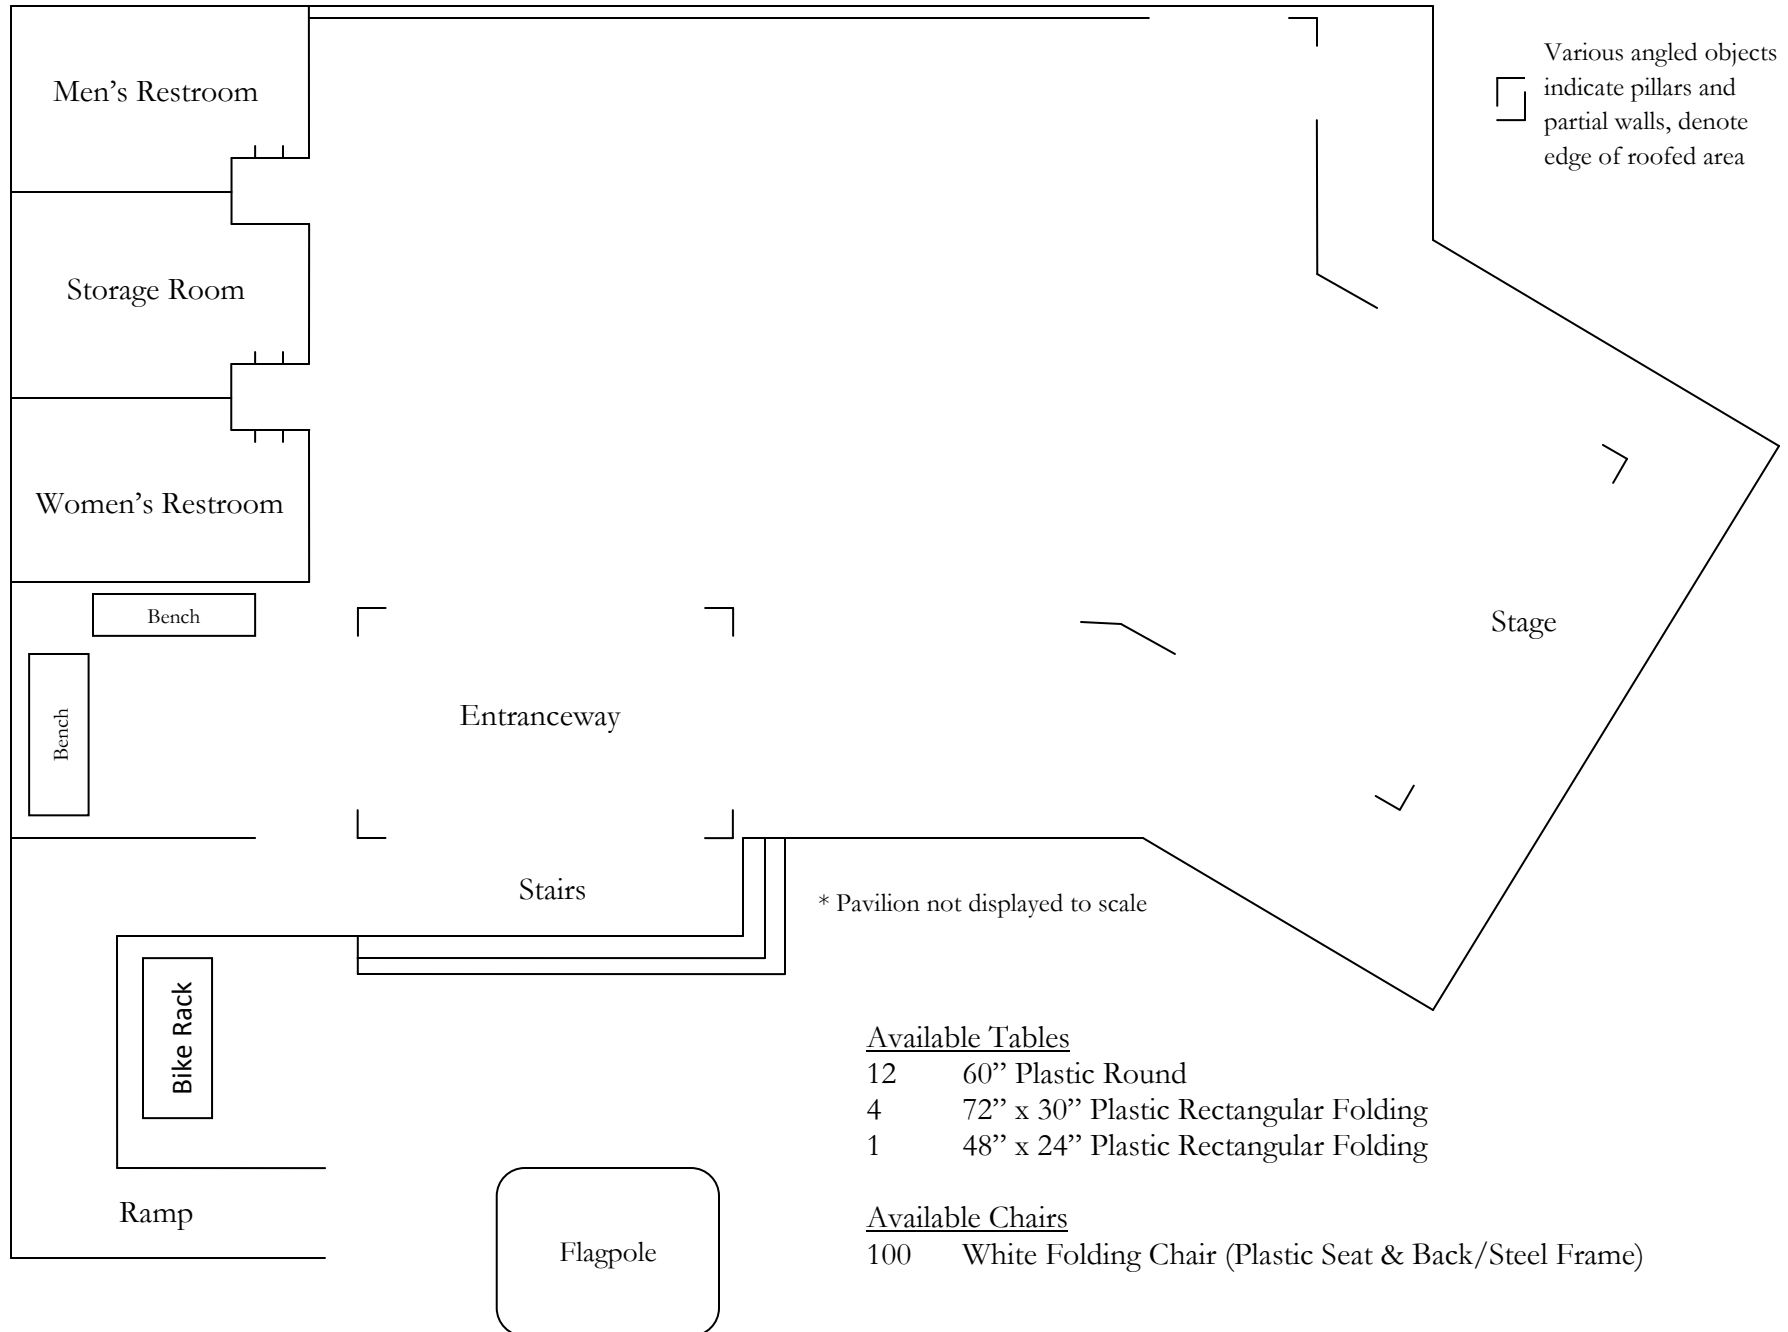 Men’s Restroom
Various angled objects
indicate pillars and
partial walls, denote
edge of roofed area
Storage Room
Women’s Restroom
Bench
Bench
Entranceway
Stage
Stairs
* Pavilion not displayed to scale
Bike Rack
Ramp
Flagpole
Available Tables
12 60” Plastic Round
4 72” x 30” Plastic Rectangular Folding
1 48” x 24” Plastic Rectangular Folding
Available Chairs
100 White Folding Chair (Plastic Seat & Back/Steel Frame)